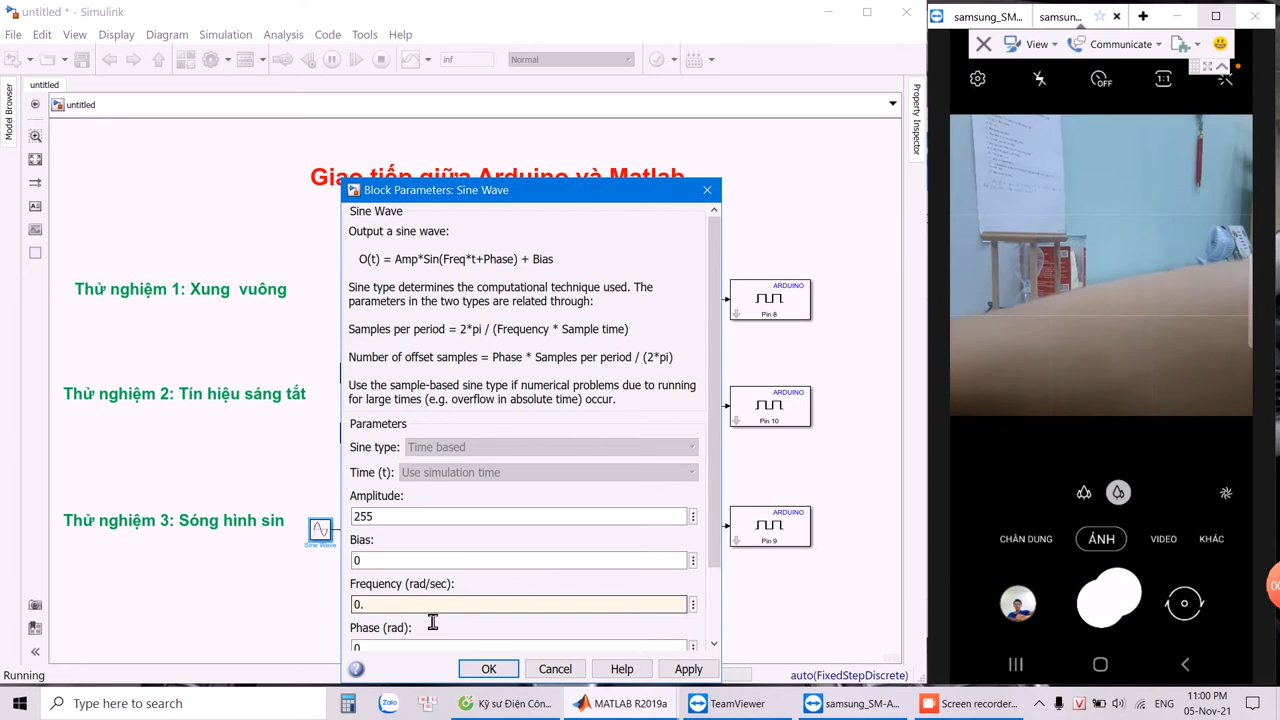 untitled * - Simulink
File Edit View Display Diagram Simulation Analysis Code Tools Help
inf
Normal
untitled
untitled
Model Browser
Property Inspector
Giao tiếp giữa Arduino và Matlab
Thử nghiệm 1: Xung vuông
Thử nghiệm 2: Tín hiệu sáng tắt
Thử nghiệm 3: Sóng hình sin
Sine Wave
ARDUINO
Pin 8
ARDUINO
Pin 10
ARDUINO
Pin 9
Block Parameters: Sine Wave
Sine Wave
Output a sine wave:
O(t) = Amp*Sin(Freq*t+Phase) + Bias
Sine type determines the computational technique used. The
parameters in the two types are related through:
Samples per period = 2*pi / (Frequency * Sample time)
Number of offset samples = Phase * Samples per period / (2*pi)
Use the sample-based sine type if numerical problems due to running
for large times (e.g. overflow in absolute time) occur.
Parameters
Sine type: Time based
Time (t): Use simulation time
Amplitude:
255
Bias:
0
Frequency (rad/sec):
0.
Phase (rad):
0
OK Cancel Help Apply
Running
auto(FixedStepDiscrete)
samsung_SM-... samsun...
View Communicate
OFF
1:1
CHÂN DUNG ẢNH VIDEO KHÁC
Type here to search
Zalo
Kỹ sư Điện Côn...
MATLAB R2019a
TeamViewer
samsung_SM-A...
Screen recorder...
11:00 PM
05-Nov-21